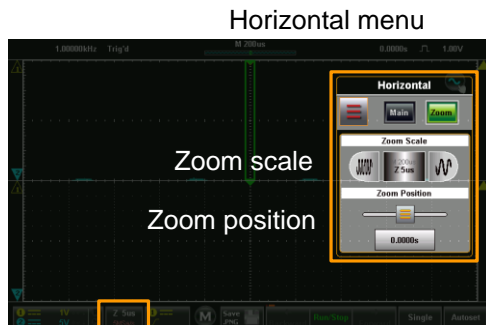 Horizontal menu
1.00000kHz Trig'd M 200us 0.0000s 1.00V
Horizontal
Main Zoom
Zoom Scale
Zoom scale
Z 5us
Zoom Position
Zoom position
0.0000s
1V Z 5us M Save Run/Stop Single Autoset
5V PNG